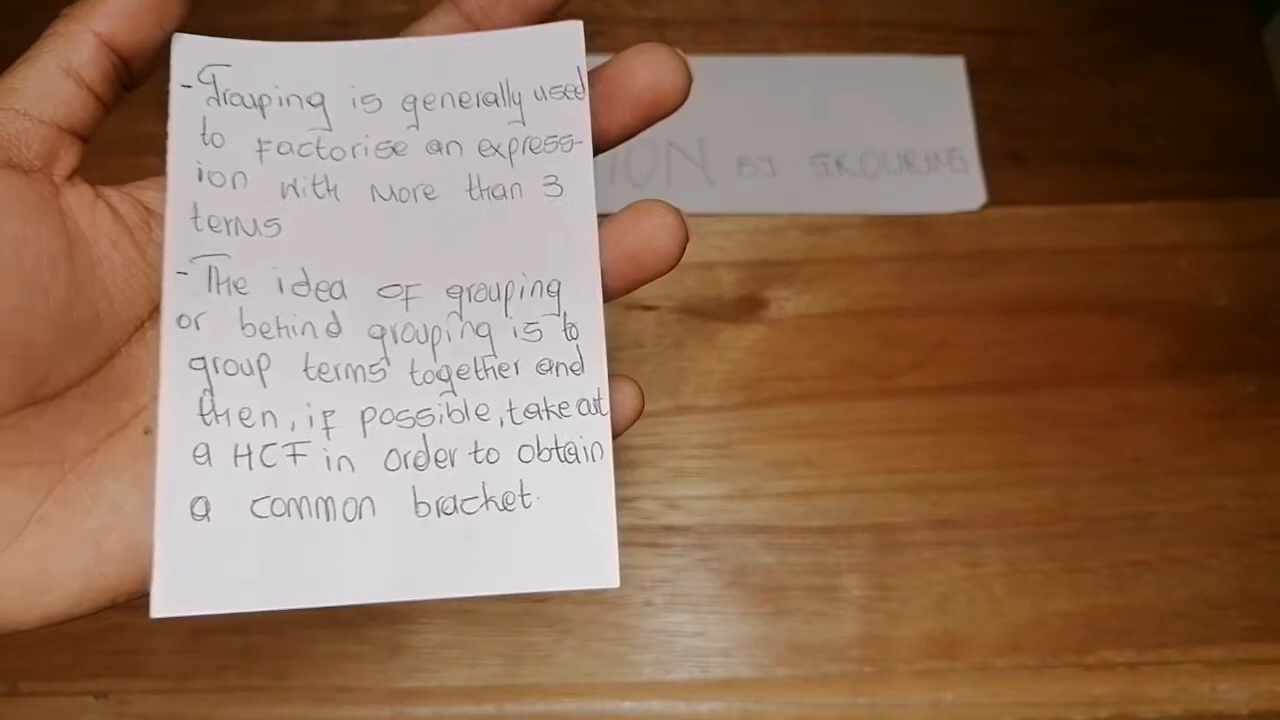 - Grouping is generally used
to factorise an express-
ion with more than 3
terms
- The idea of grouping
or behind grouping is to
group terms together and
then, if possible, take out
a HCF in order to obtain
a common bracket.
ION BY GROUPING